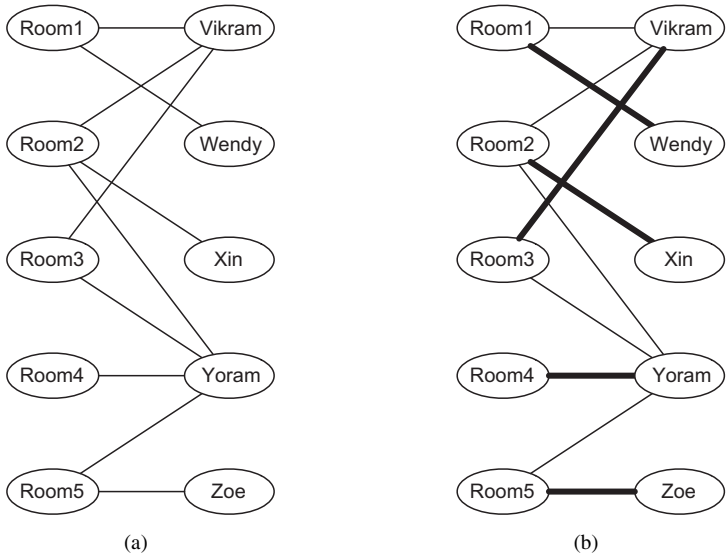 Room1 Vikram Room1 Vikram
Room2 Wendy Room2 Wendy
Room3 Xin Room3 Xin
Room4 Yoram Room4 Yoram
Room5 Zoe Room5 Zoe
(a) (b)